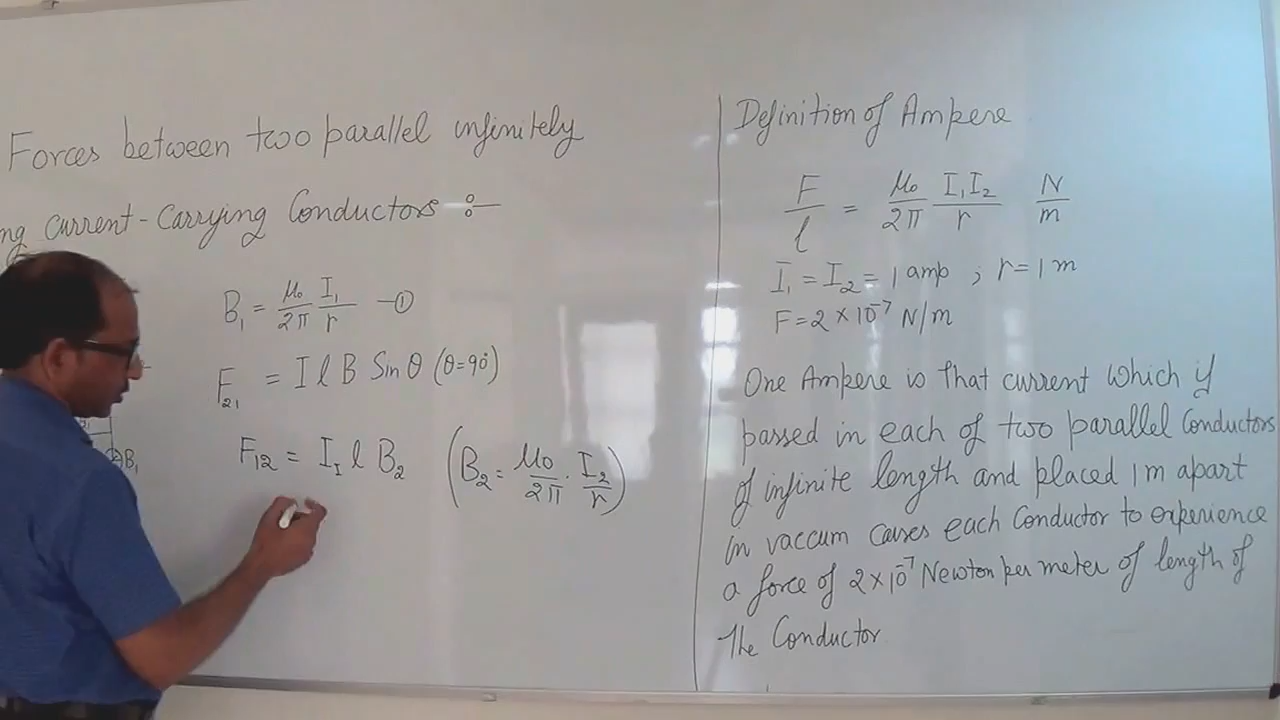 Forces between two parallel infinitely
ng current-Carrying Conductors :-
B₁ = μ₀/2π I₁/r —①
F₂₁ = I l B Sin θ (θ=90°)
F₁₂ = I_I l B₂ (B₂ = μ₀/2π · I₂/r)
B₁
Definition of Ampere
F/l = μ₀/2π I₁I₂/r N/m
I₁ = I₂ = 1 amp ; r = 1 m
F = 2 × 10⁻⁷ N/m
One Ampere is that current which if
passed in each of two parallel Conductors
of infinite length and placed 1m apart
in vaccum causes each Conductor to experience
a force of 2 × 10⁻⁷ Newton per meter of length of
the Conductor